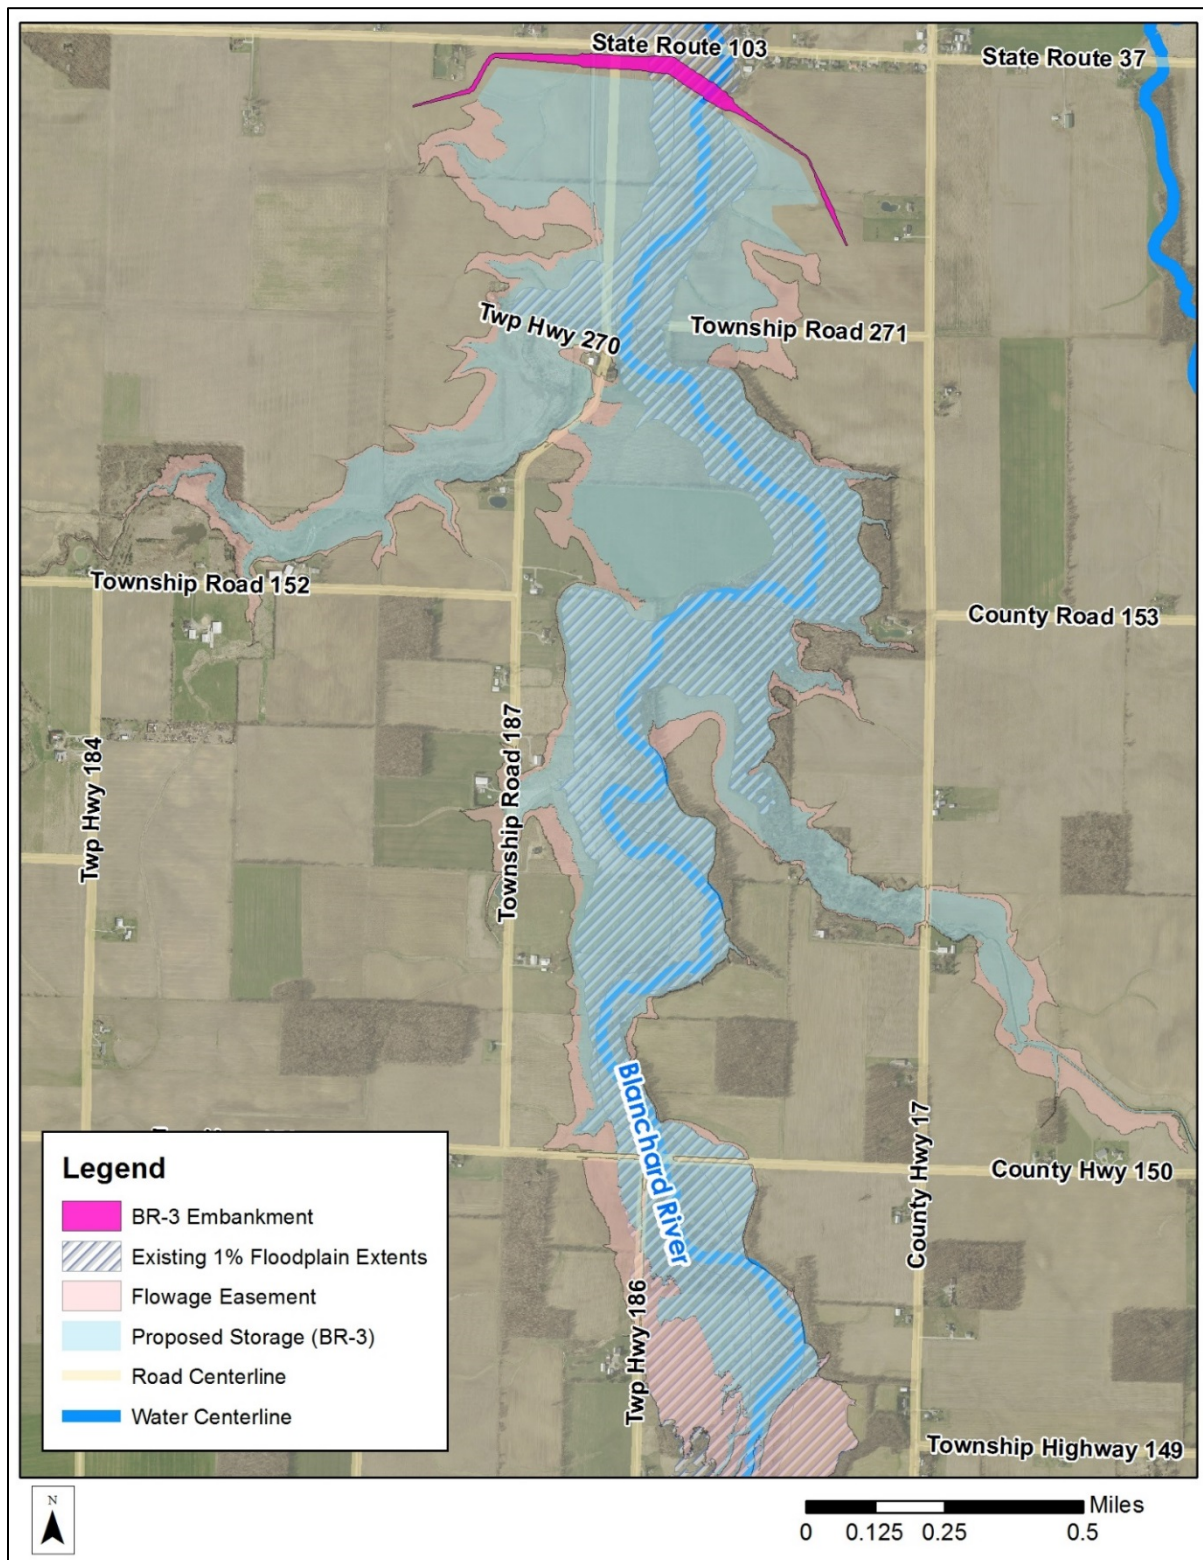 State Route 103
State Route 37
Twp Hwy 270
Township Road 271
Township Road 152
County Road 153
Township Road 187
Twp Hwy 184
Blanchard River
County Hwy 17
County Hwy 150
Twp Hwy 186
Township Highway 149
Legend
BR-3 Embankment
Existing 1% Floodplain Extents
Flowage Easement
Proposed Storage (BR-3)
Road Centerline
Water Centerline
N
Miles
0 0.125 0.25 0.5